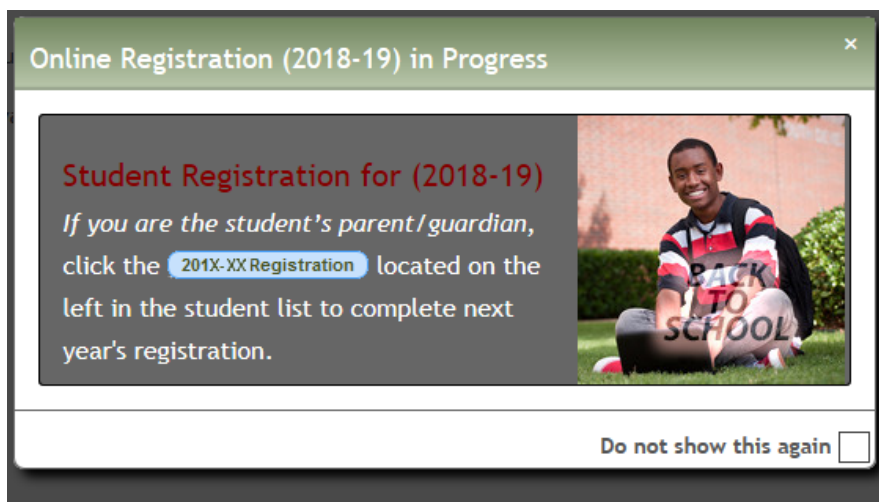 Online Registration (2018-19) in Progress
×
Student Registration for (2018-19)
If you are the student's parent/guardian,
click the 201X-XX Registration located on the
left in the student list to complete next
year's registration.
BACK
TO
SCHOOL
Do not show this again